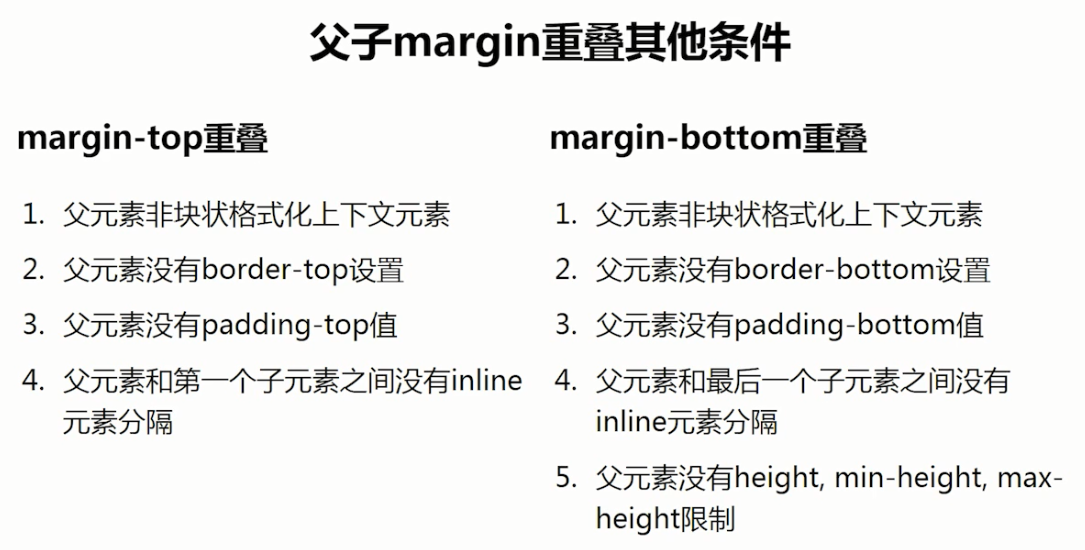 父子margin重叠其他条件
margin-top重叠
1. 父元素非块状格式化上下文元素
2. 父元素没有border-top设置
3. 父元素没有padding-top值
4. 父元素和第一个子元素之间没有inline
元素分隔
margin-bottom重叠
1. 父元素非块状格式化上下文元素
2. 父元素没有border-bottom设置
3. 父元素没有padding-bottom值
4. 父元素和最后一个子元素之间没有
inline元素分隔
5. 父元素没有height, min-height, max-
height限制